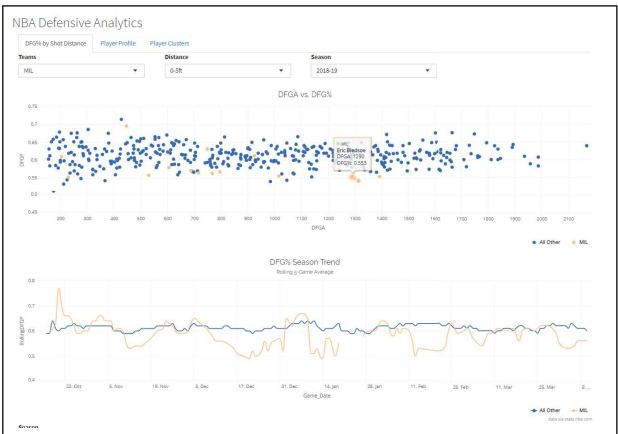 NBA Defensive Analytics
DFG% by Shot Distance Player Profile Player Clusters
Teams Distance Season
MIL 0-5ft 2018-19
DFGA vs. DFG%
0.75
0.7
0.65
0.6
0.55
0.5
0.45
DFGP
MIL
Eric Bledsoe
DFGA: 1290
DFG%: 0.553
200 300 400 500 600 700 800 900 1000 1100 1200 1300 1400 1500 1600 1700 1800 1900 2000 2100
DFGA
All Other MIL
DFG% Season Trend
Rolling 5-Game Average
0.8
0.7
0.6
0.5
0.4
RollingDFGP
22. Oct 5. Nov 19. Nov 3. Dec 17. Dec 31. Dec 14. Jan 28. Jan 11. Feb 25. Feb 11. Mar 25. Mar 8. ...
Game_Date
All Other MIL
data via stats.nba.com
Season